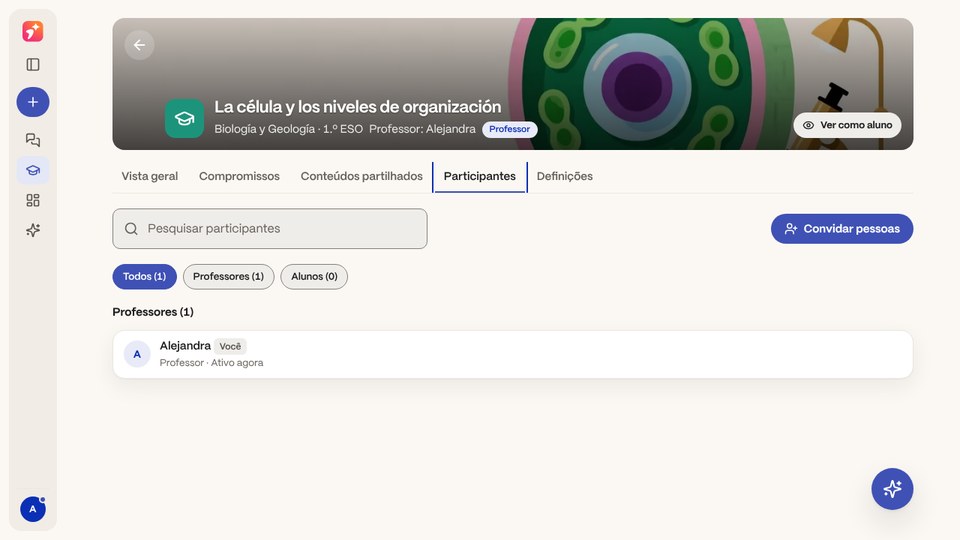 La célula y los niveles de organización
Biología y Geología · 1.º ESO Professor: Alejandra Professor
Ver como aluno
Vista geral
Compromissos
Conteúdos partilhados
Participantes
Definições
Pesquisar participantes
Convidar pessoas
Todos (1)
Professores (1)
Alunos (0)
Professores (1)
A
Alejandra Você
Professor · Ativo agora
A